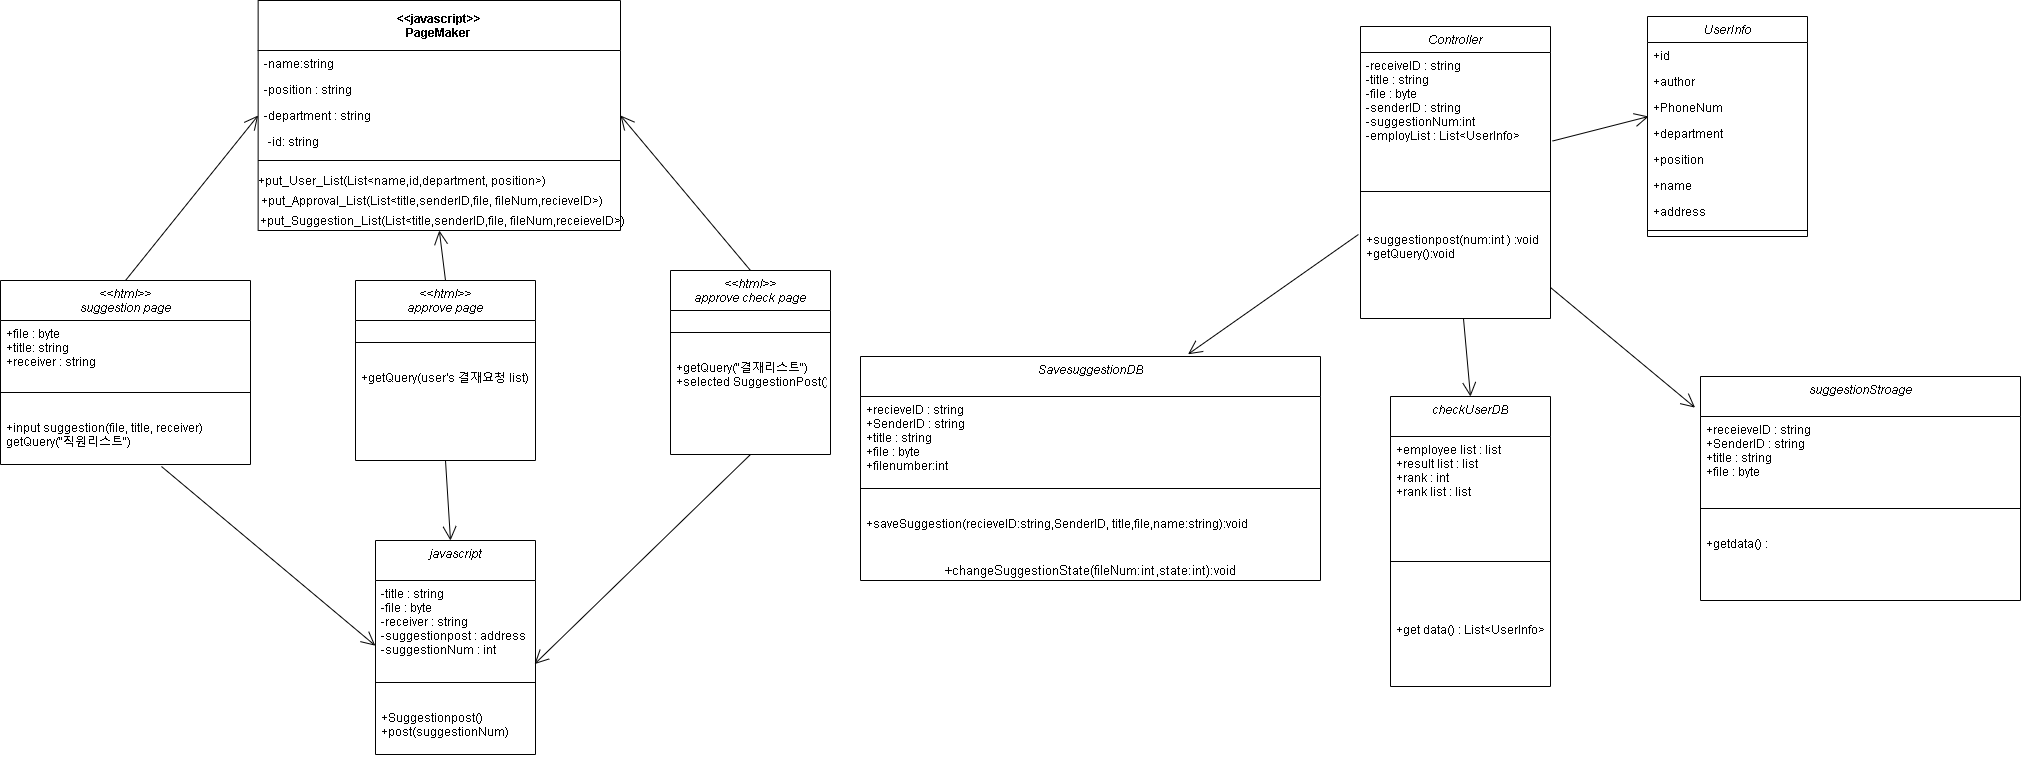 <<javascript>>
PageMaker
-name:string
-position : string
-department : string
-id: string
+put_User_List(List<name,id,department, position>)
+put_Approval_List(List<title,senderID,file, fileNum,recieveID>)
+put_Suggestion_List(List<title,senderID,file, fileNum,receieveID>)
<<html>>
suggestion page
+file : byte
+title: string
+receiver : string
+input suggestion(file, title, receiver)
getQuery("직원리스트")
<<html>>
approve page
+getQuery(user's 결재요청 list)
<<html>>
approve check page
+getQuery("결재리스트")
+selected SuggestionPost()
javascript
-title : string
-file : byte
-receiver : string
-suggestionpost : address
-suggestionNum : int
+Suggestionpost()
+post(suggestionNum)
Controller
-receiveID : string
-title : string
-file : byte
-senderID : string
-suggestionNum:int
-employList : List<UserInfo>
+suggestionpost(num:int ) :void
+getQuery():void
UserInfo
+id
+author
+PhoneNum
+department
+position
+name
+address
SavesuggestionDB
+recieveID : string
+SenderID : string
+title : string
+file : byte
+filenumber:int
+saveSuggestion(recieveID:string,SenderID, title,file,name:string):void
+changeSuggestionState(fileNum:int,state:int):void
checkUserDB
+employee list : list
+result list : list
+rank : int
+rank list : list
+get data() : List<UserInfo>
suggestionStroage
+receieveID : string
+SenderID : string
+title : string
+file : byte
+getdata() :